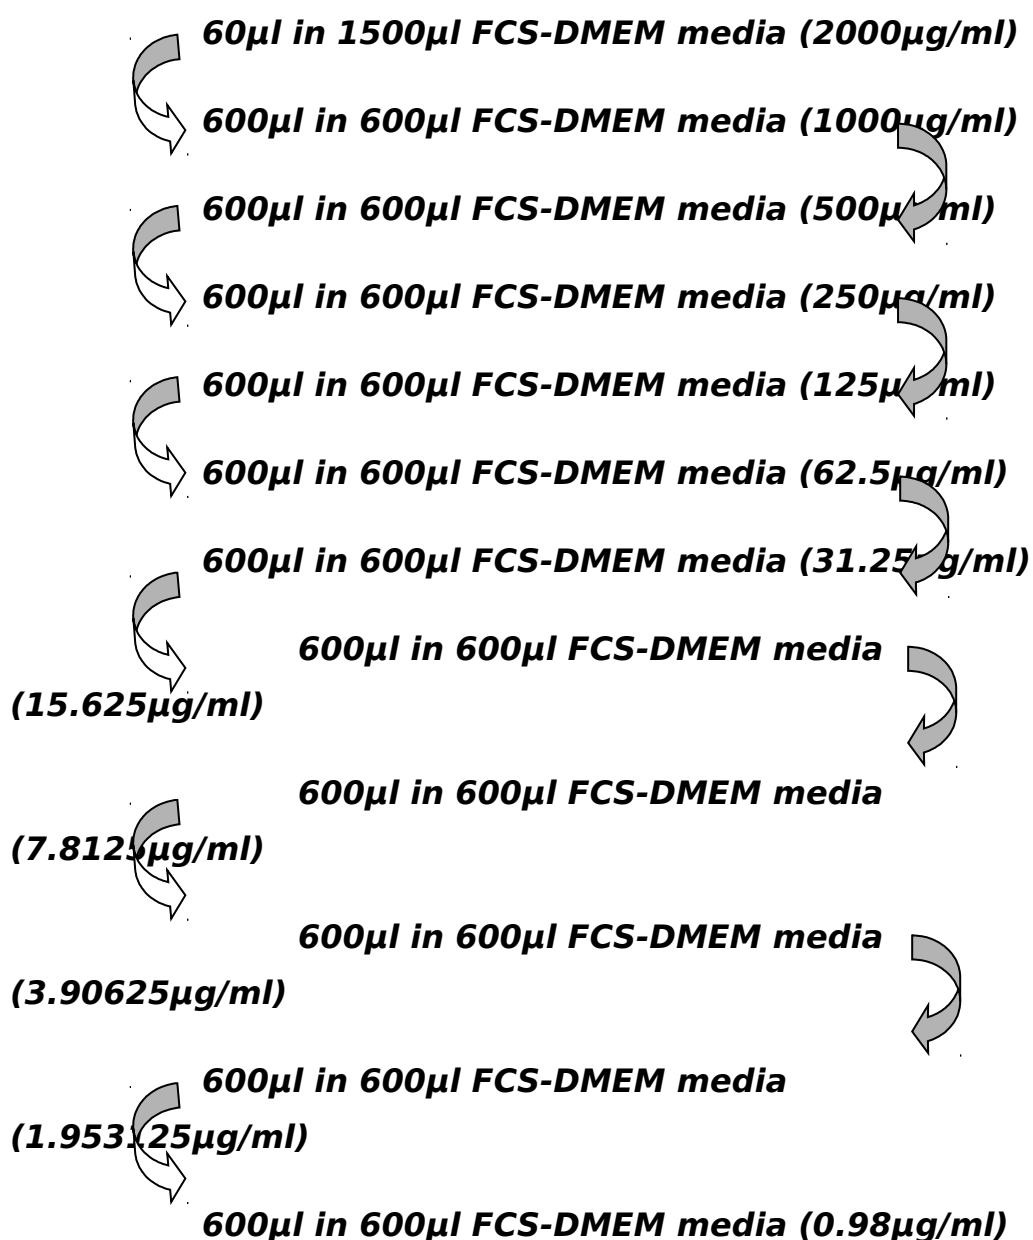 60µl in 1500µl FCS-DMEM media (2000µg/ml)
600µl in 600µl FCS-DMEM media (1000µg/ml)
600µl in 600µl FCS-DMEM media (500µg/ml)
600µl in 600µl FCS-DMEM media (250µg/ml)
600µl in 600µl FCS-DMEM media (125µg/ml)
600µl in 600µl FCS-DMEM media (62.5µg/ml)
600µl in 600µl FCS-DMEM media (31.25µg/ml)
600µl in 600µl FCS-DMEM media
(15.625µg/ml)
600µl in 600µl FCS-DMEM media
(7.8125µg/ml)
600µl in 600µl FCS-DMEM media
(3.90625µg/ml)
600µl in 600µl FCS-DMEM media
(1.953125µg/ml)
600µl in 600µl FCS-DMEM media (0.98µg/ml)